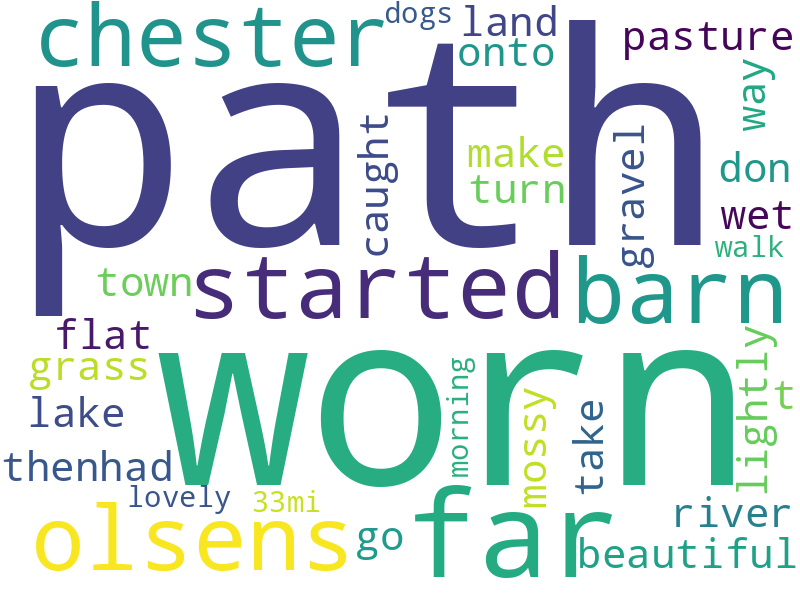 chester
dogs
land
onto
pasture
path
caught
make
turn
gravel
way
don
wet
walk
town
started
barn
flat
grass
lake
worn
morning
mossy
take
lightly
t
thenhad
lovely
33mi
olsens
go
far
river
beautiful